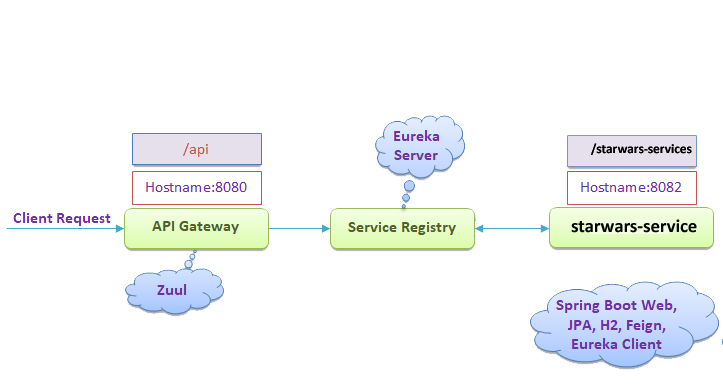 Eureka
Server
/api
/starwars-services
Hostname:8080
Hostname:8082
Client Request
API Gateway
Service Registry
starwars-service
Zuul
Spring Boot Web,
JPA, H2, Feign,
Eureka Client